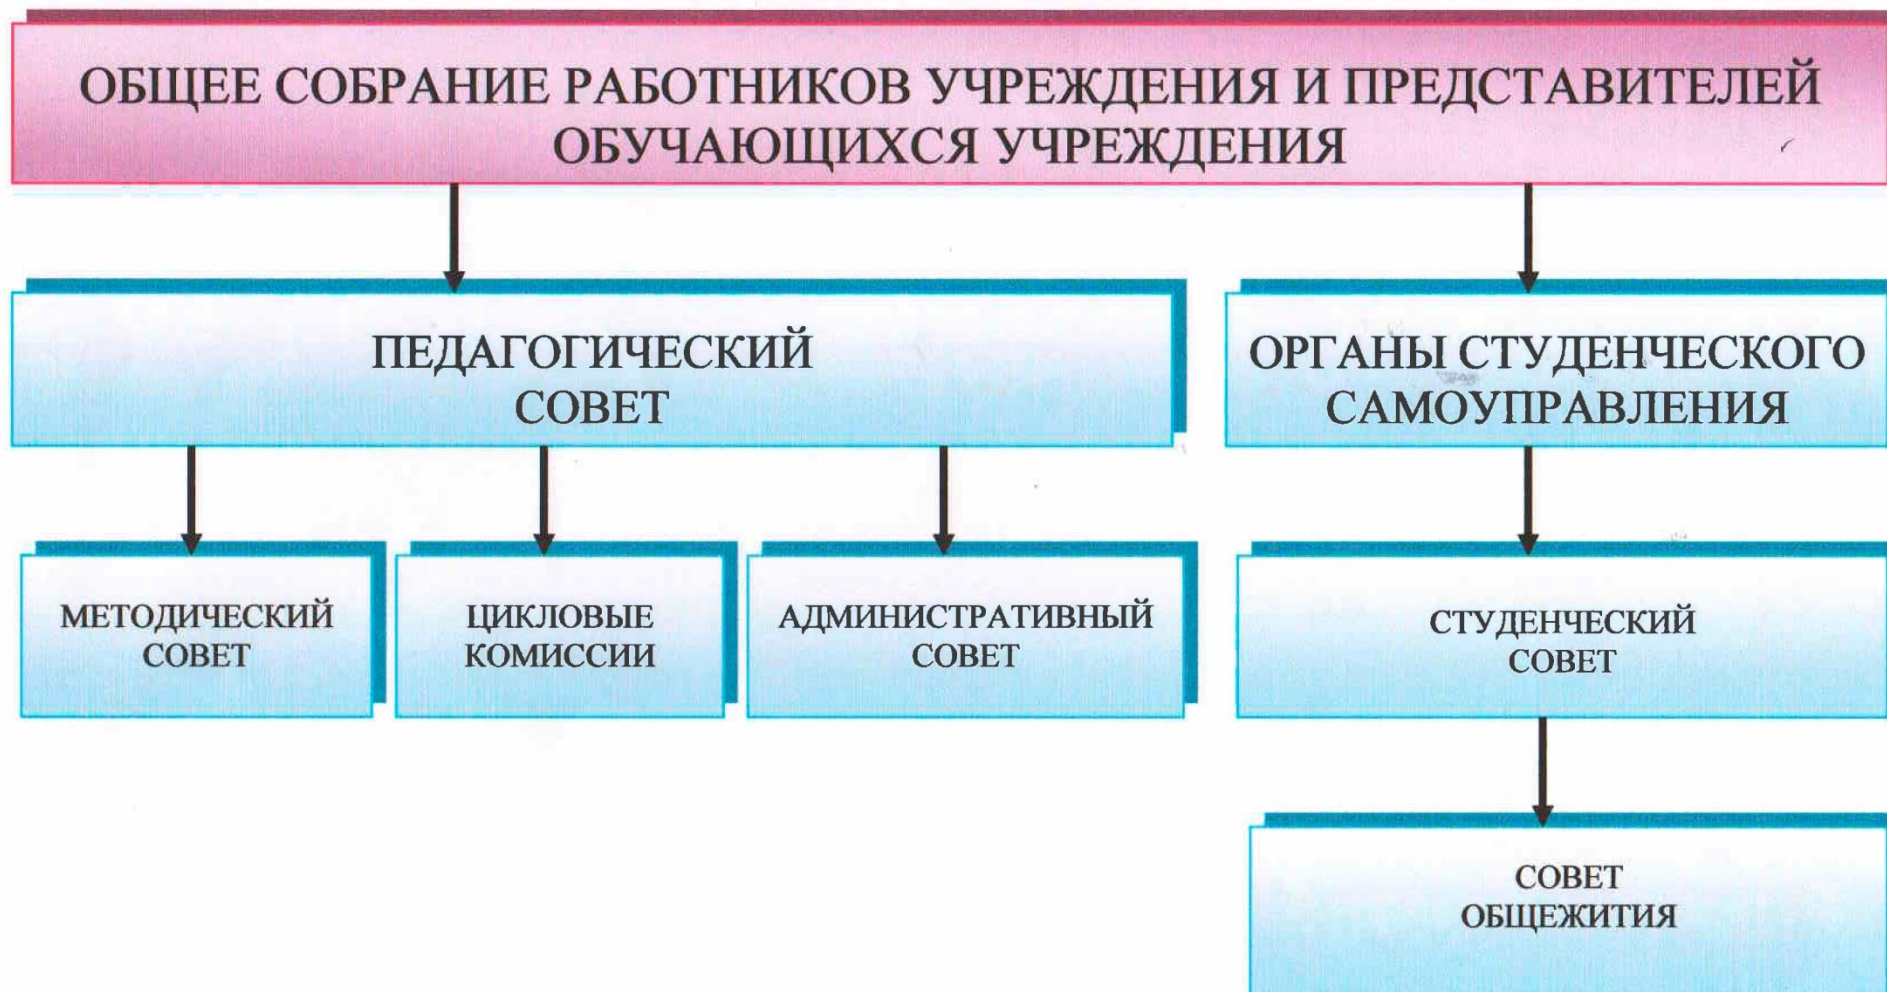 ОБЩЕЕ СОБРАНИЕ РАБОТНИКОВ УЧРЕЖДЕНИЯ И ПРЕДСТАВИТЕЛЕЙ
ОБУЧАЮЩИХСЯ УЧРЕЖДЕНИЯ
ПЕДАГОГИЧЕСКИЙ
СОВЕТ
ОРГАНЫ СТУДЕНЧЕСКОГО
САМОУПРАВЛЕНИЯ
МЕТОДИЧЕСКИЙ
СОВЕТ
ЦИКЛОВЫЕ
КОМИССИИ
АДМИНИСТРАТИВНЫЙ
СОВЕТ
СТУДЕНЧЕСКИЙ
СОВЕТ
СОВЕТ
ОБЩЕЖИТИЯ